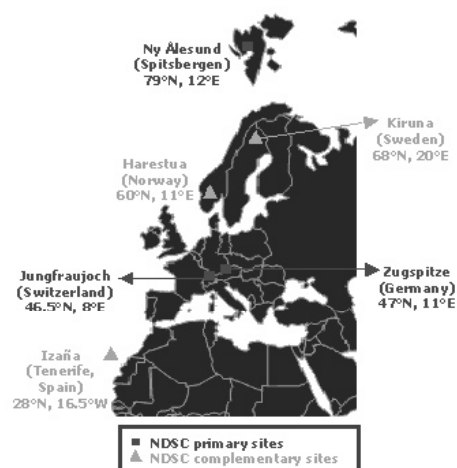 Ny Ålesund
(Spitsbergen)
79°N, 12°E
Kiruna
(Sweden)
68°N, 20°E
Harestua
(Norway)
60°N, 11°E
Jungfraujoch
(Switzerland)
46.5°N, 8°E
Zugspitze
(Germany)
47°N, 11°E
Izaña
(Tenerife,
Spain)
28°N, 16.5°W
NDSC primary sites
NDSC complementary sites